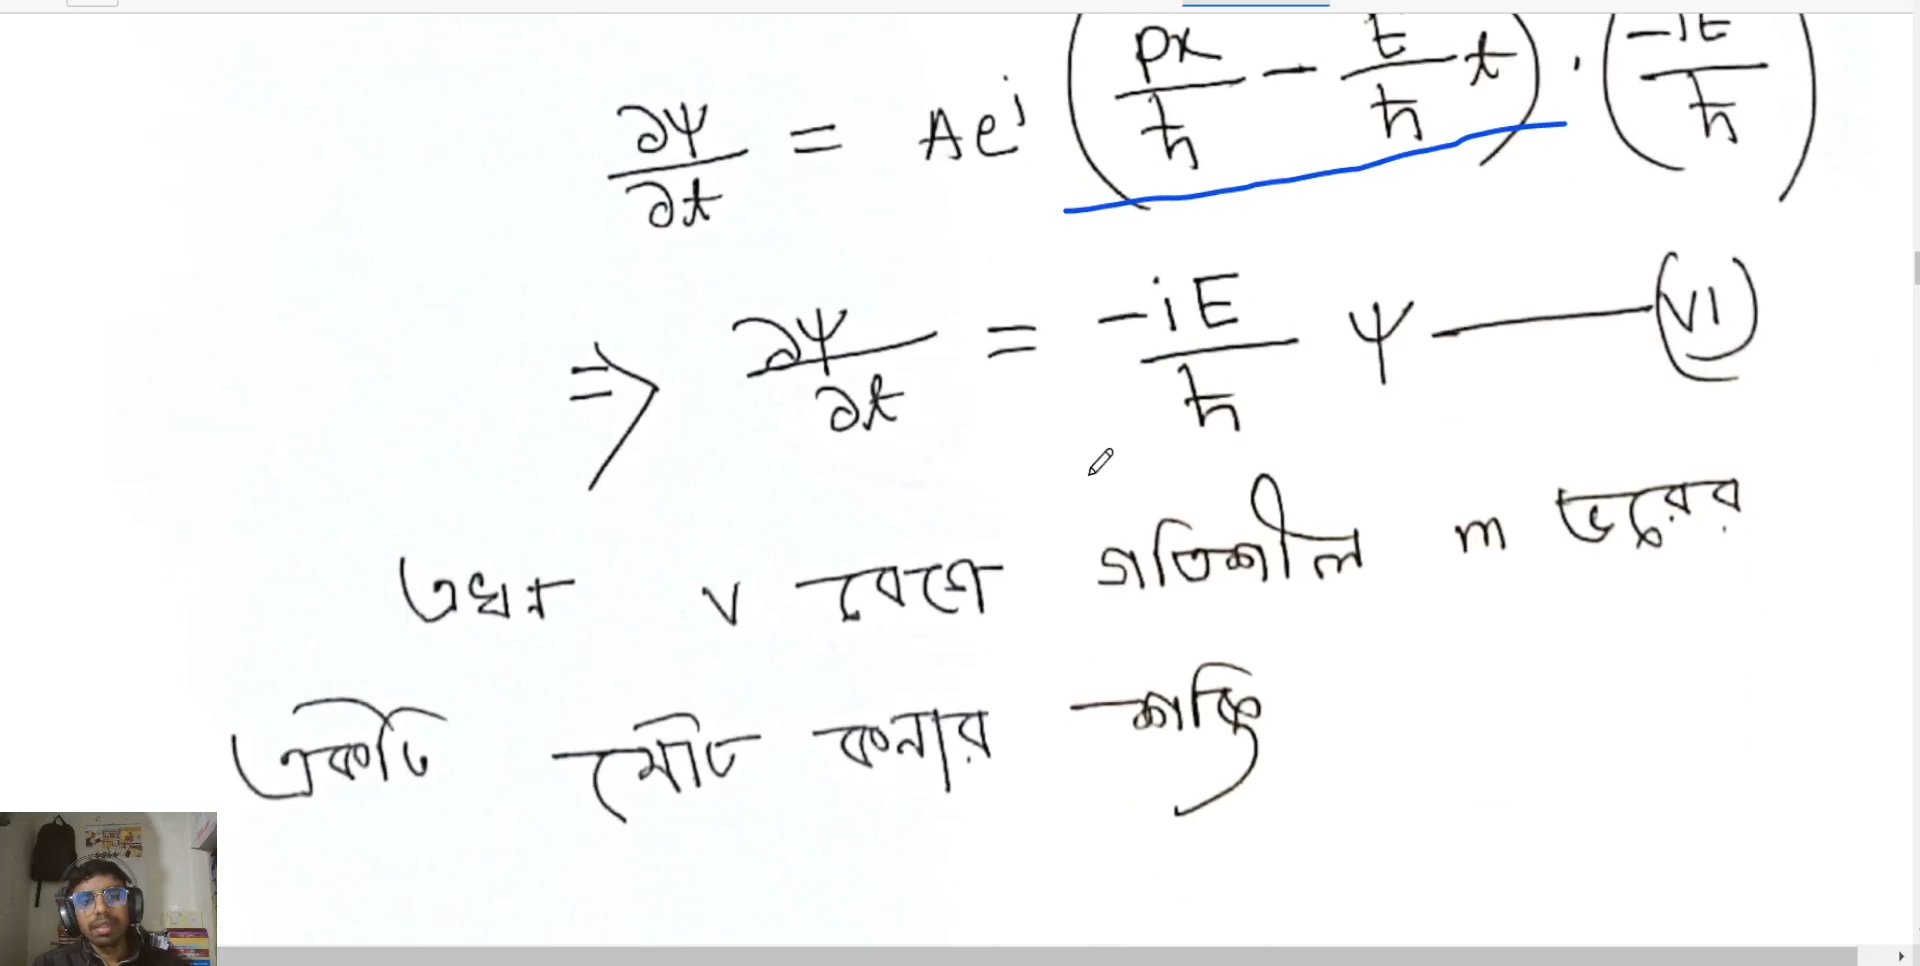 ∂ψ/∂t = Ae^i(px/ħ - E/ħ t) · (-iE/ħ)
⇒ ∂ψ/∂t = -iE/ħ ψ —— (VI)
এখন v বেগে গতিশীল m ভরের
একটি মৌট কনার শক্তি